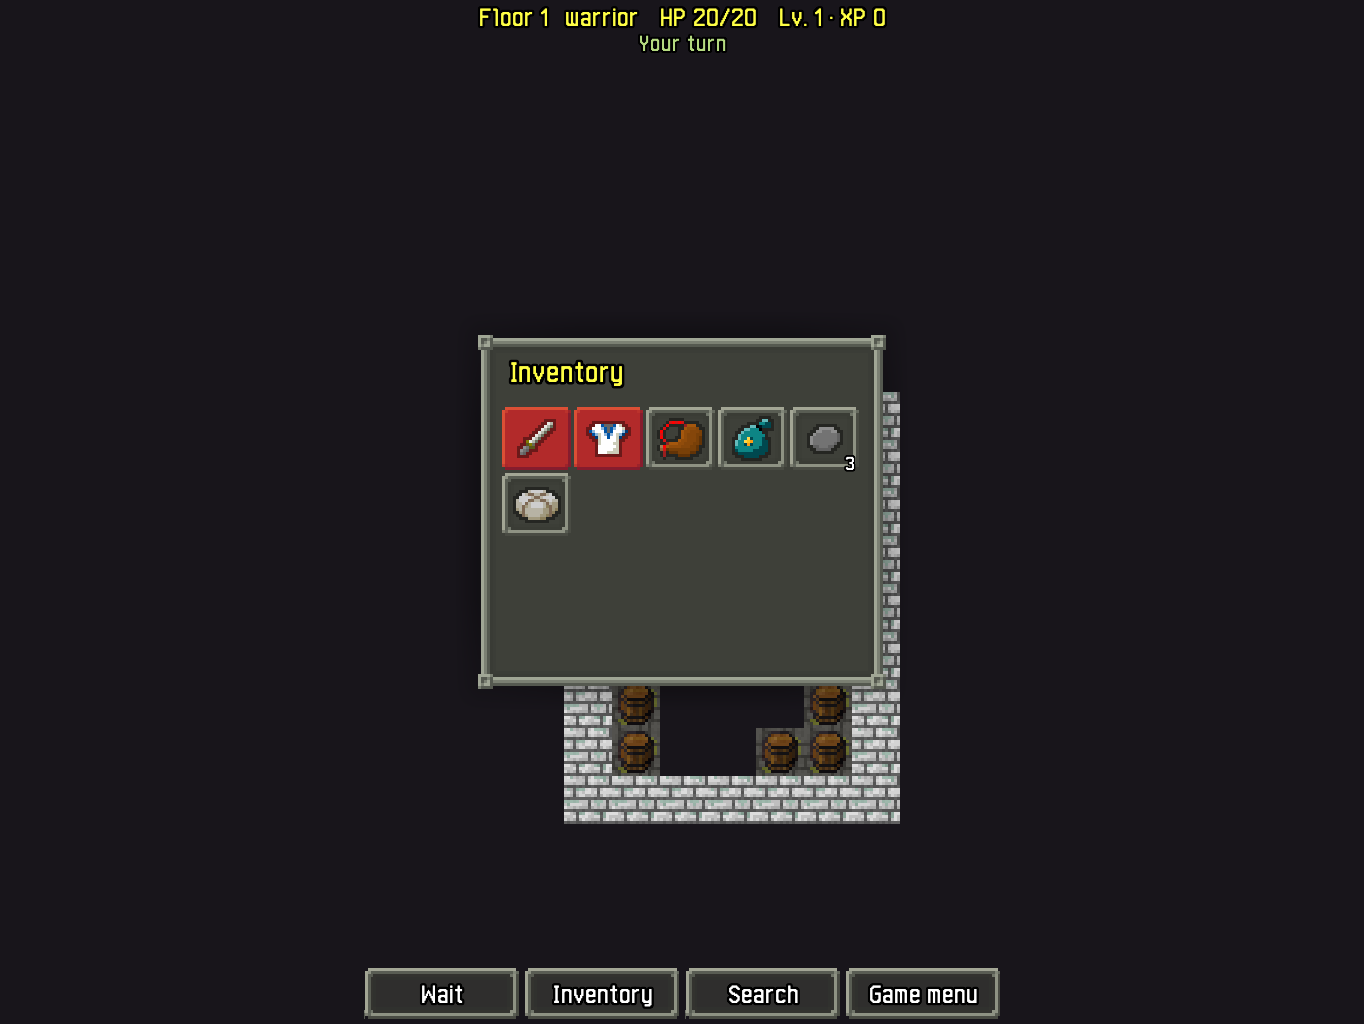 Floor 1 warrior HP 20/20 Lv. 1 · XP 0
Your turn
Inventory
3
Wait
Inventory
Search
Game menu